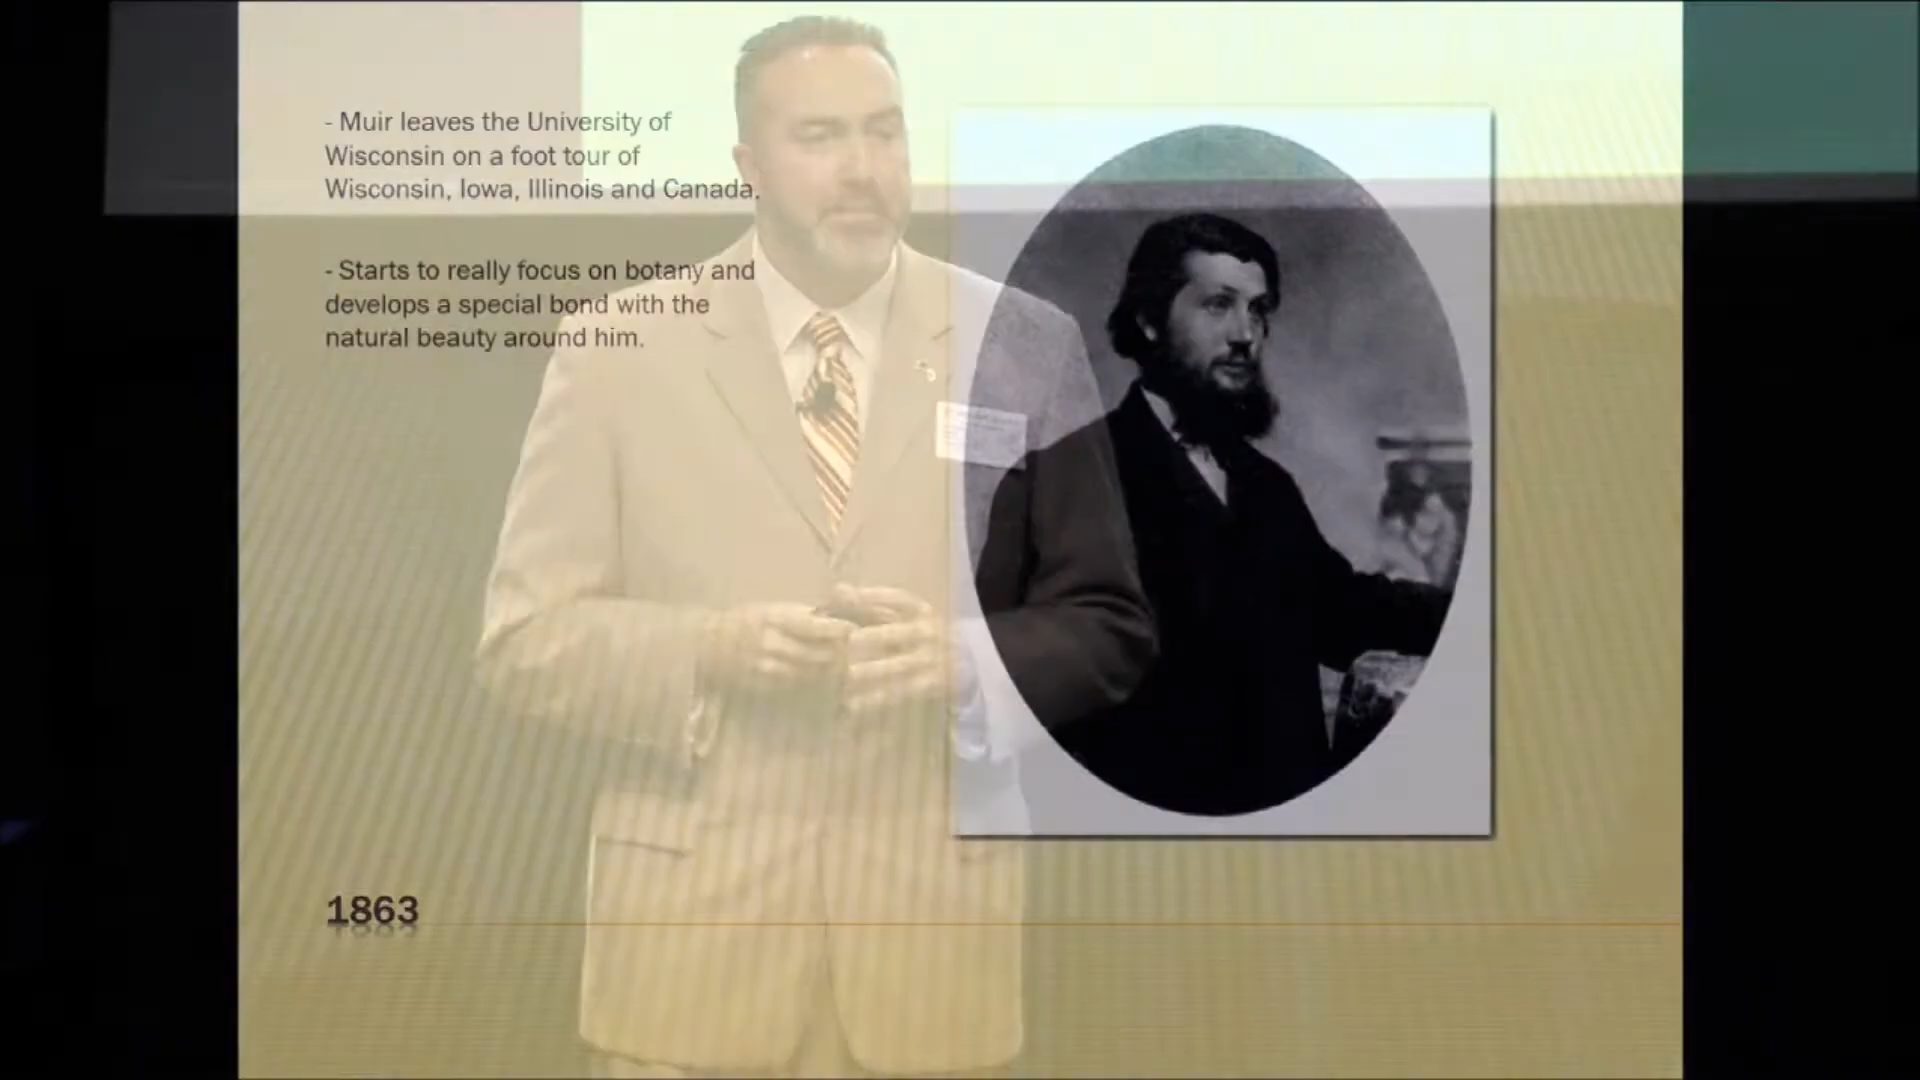 - Muir leaves the University of
Wisconsin on a foot tour of
Wisconsin, Iowa, Illinois and Canada.
- Starts to really focus on botany and
develops a special bond with the
natural beauty around him.
1863